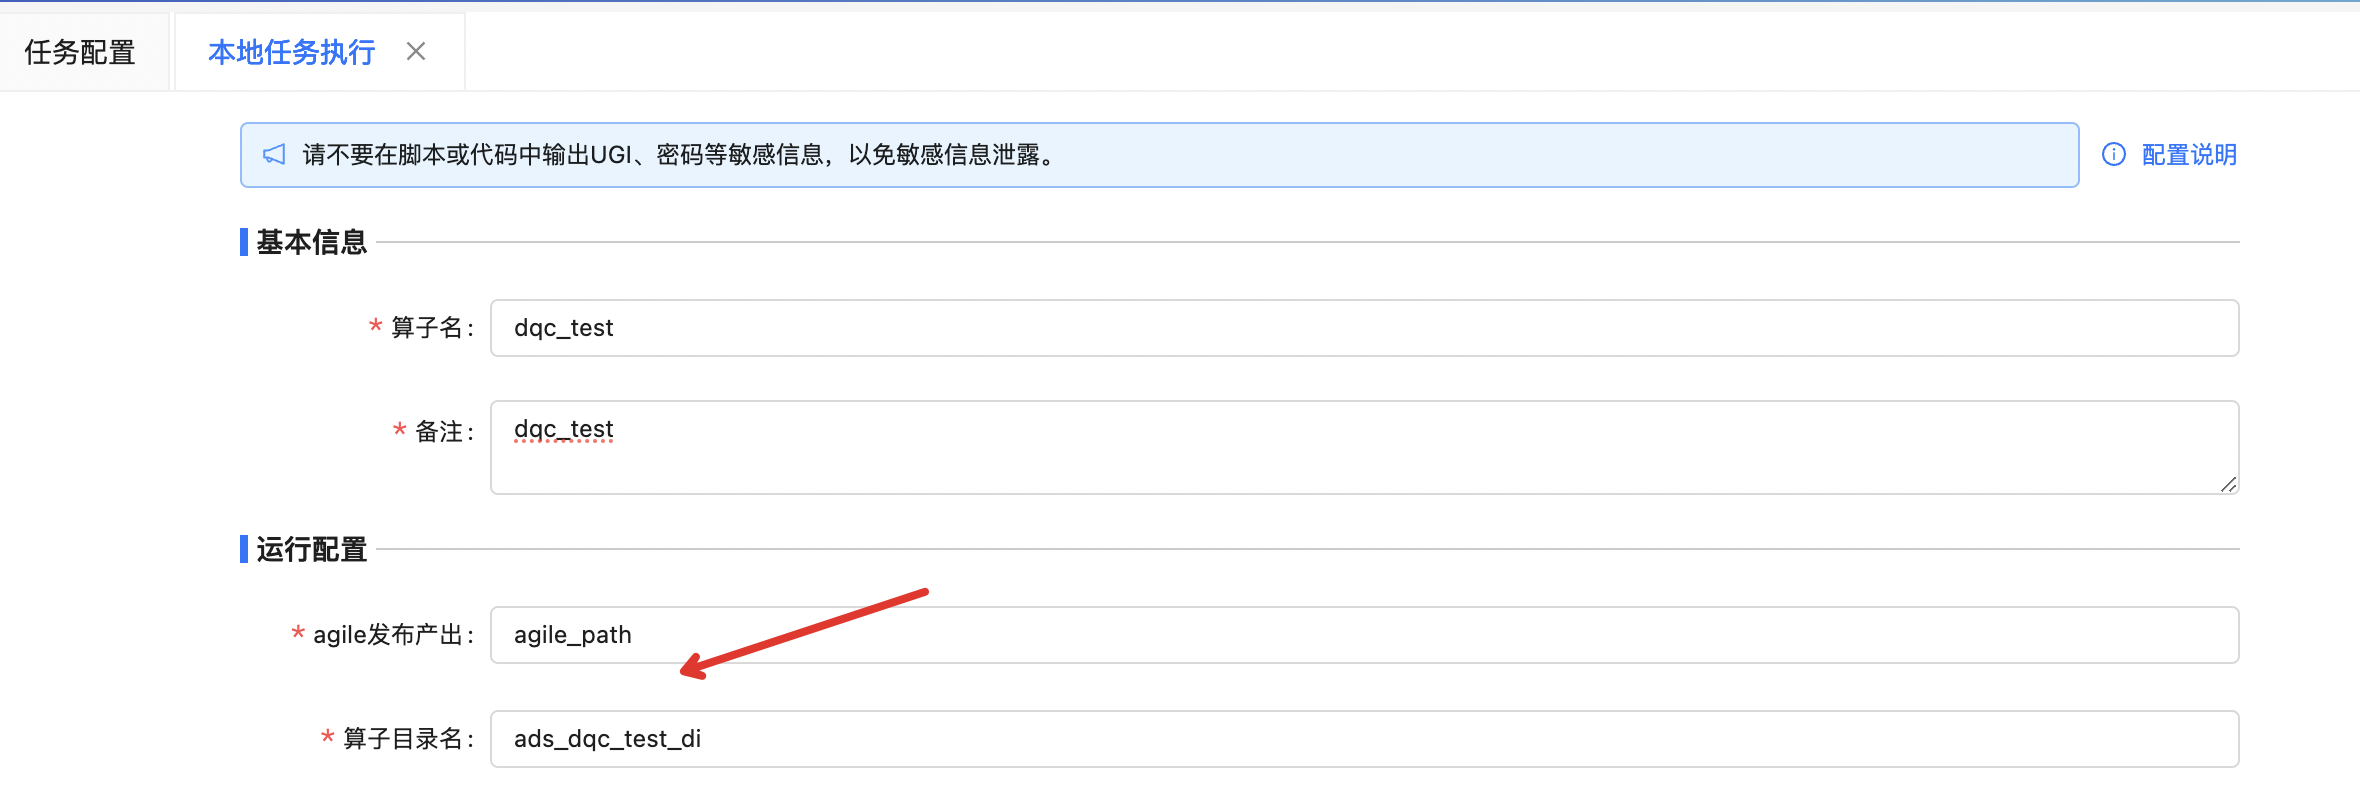 任务配置 本地任务执行
请不要在脚本或代码中输出UGI、密码等敏感信息，以免敏感信息泄露。 配置说明
基本信息
* 算子名： dqc_test
* 备注： dqc_test
运行配置
* agile发布产出： agile_path
* 算子目录名： ads_dqc_test_di